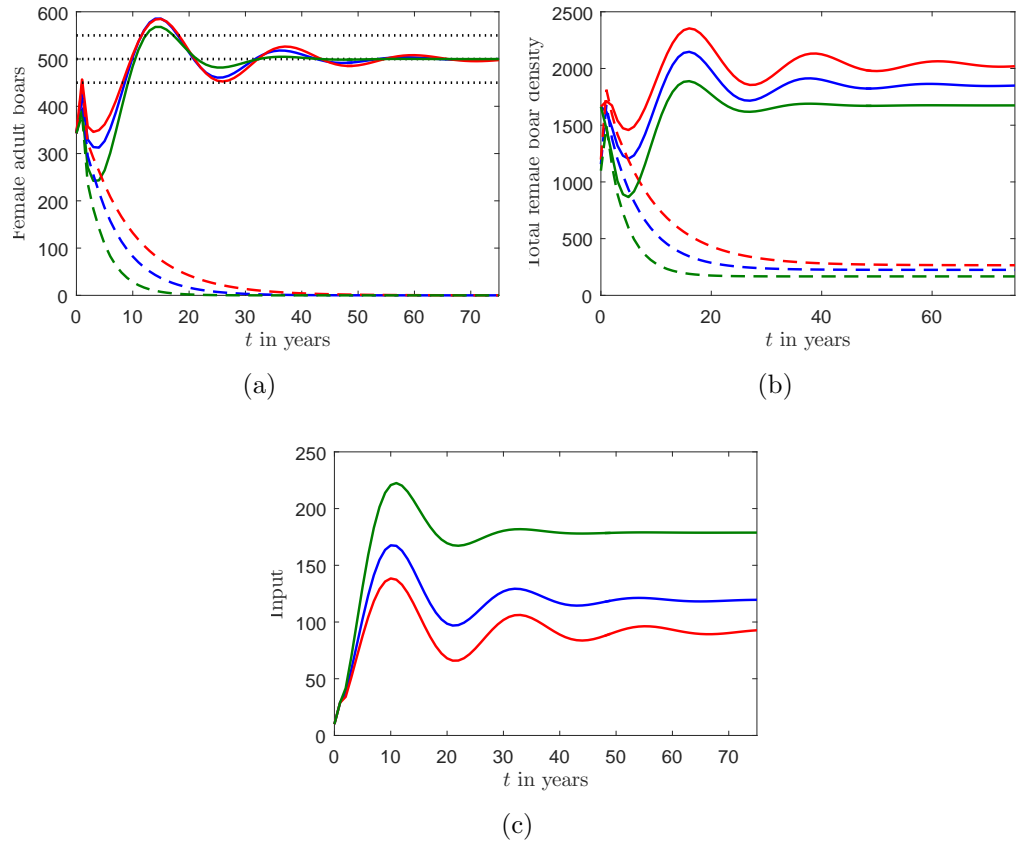 600
500
400
300
200
100
0
Female adult boars
0 10 20 30 40 50 60 70
t in years
(a)
2500
2000
1500
1000
500
0
Total female boar density
0 20 40 60
t in years
(b)
250
200
150
100
50
0
Input
0 10 20 30 40 50 60 70
t in years
(c)